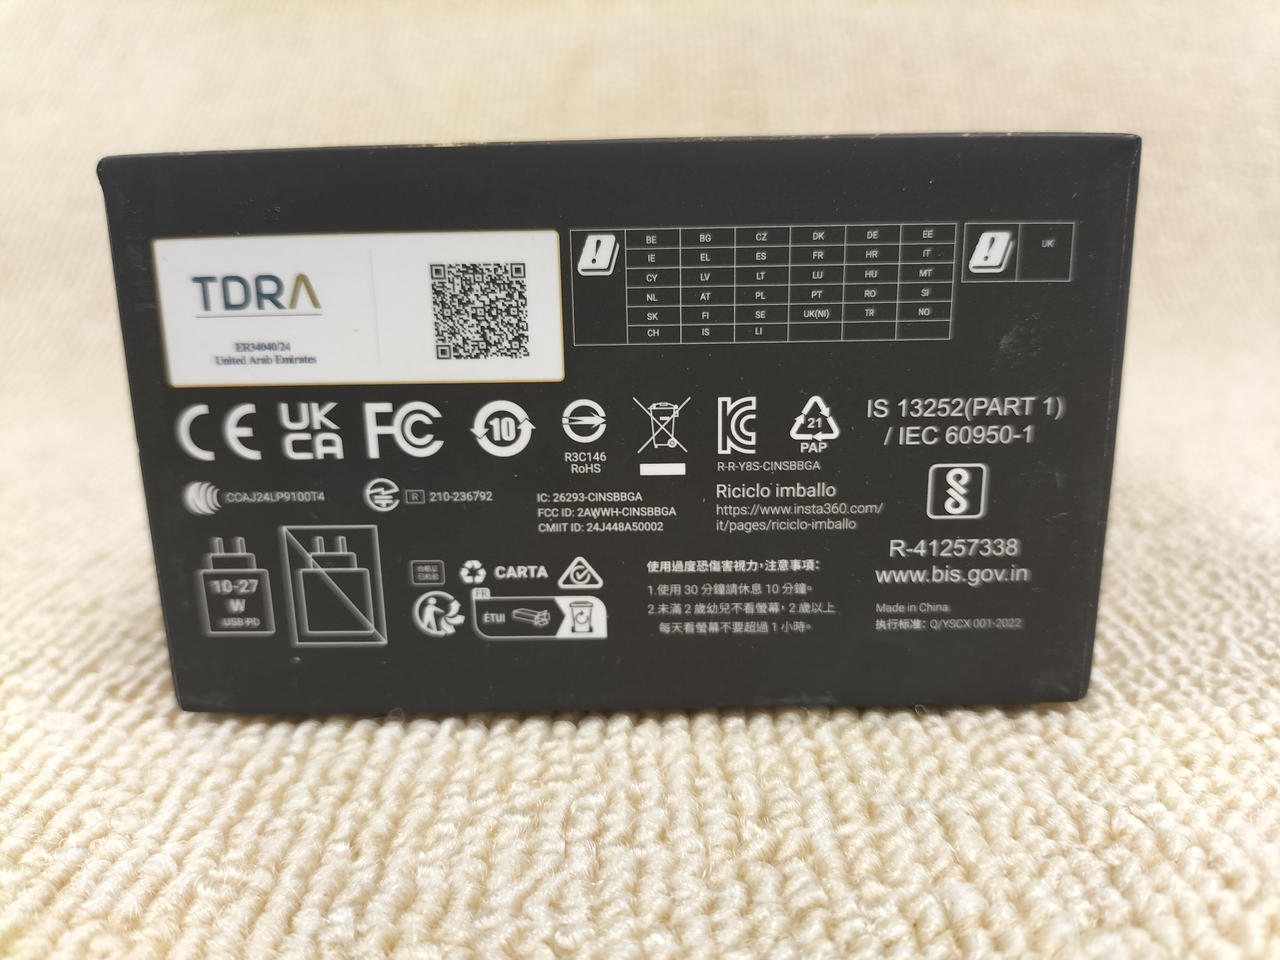 TDRA
ER34040/24
United Arab Emirates
BE BG CZ DK DE EE
IE EL ES FR HR IT
CY LV LT LU HU MT
NL AT PL PT RO SI
SK FI SE UK(NI) TR NO
CH IS LI
UK
CE UK CA FC 10
R3C146
RoHS
R-R-Y8S-CINSBBGA
21
PAP
IS 13252(PART 1)
/ IEC 60950-1
CCAJ24LP9100T4
R 210-236792
IC: 26293-CINSBBGA
FCC ID: 2AWWH-CINSBBGA
CMIIT ID: 24J448A50002
Riciclo imballo
https://www.insta360.com/
it/pages/riciclo-imballo
R-41257338
www.bis.gov.in
10-27
W
USB PD
CARTA
FR
ÉTUI
使用過度恐傷害視力，注意事項：
1.使用 30 分鐘請休息 10 分鐘。
2.未滿 2 歲幼兒不看螢幕，2 歲以上
每天看螢幕不要超過 1 小時。
Made in China
执行标准：Q/YSCX 001-2022